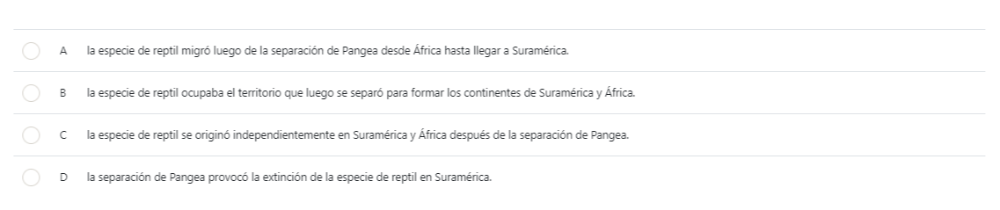 A la especie de reptil migró luego de la separación de Pangea desde África hasta llegar a Suramérica.
B la especie de reptil ocupaba el territorio que luego se separó para formar los continentes de Suramérica y África.
C la especie de reptil se originó independientemente en Suramérica y África después de la separación de Pangea.
D la separación de Pangea provocó la extinción de la especie de reptil en Suramérica.